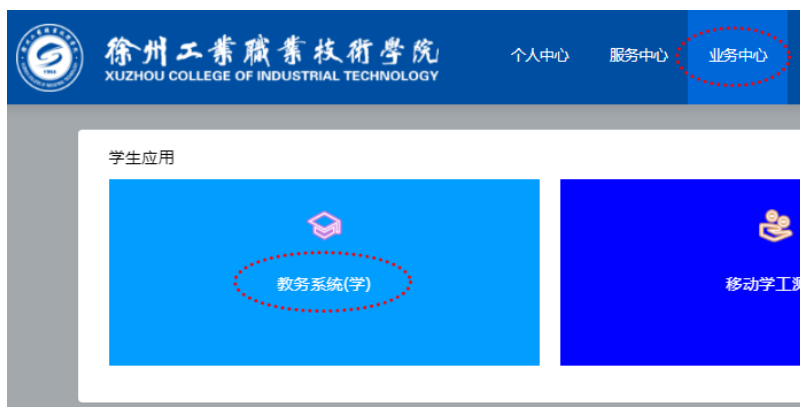 徐州工業職業技術學院
XUZHOU COLLEGE OF INDUSTRIAL TECHNOLOGY
个人中心 服务中心 业务中心
学生应用
教务系统(学)
移动学工测